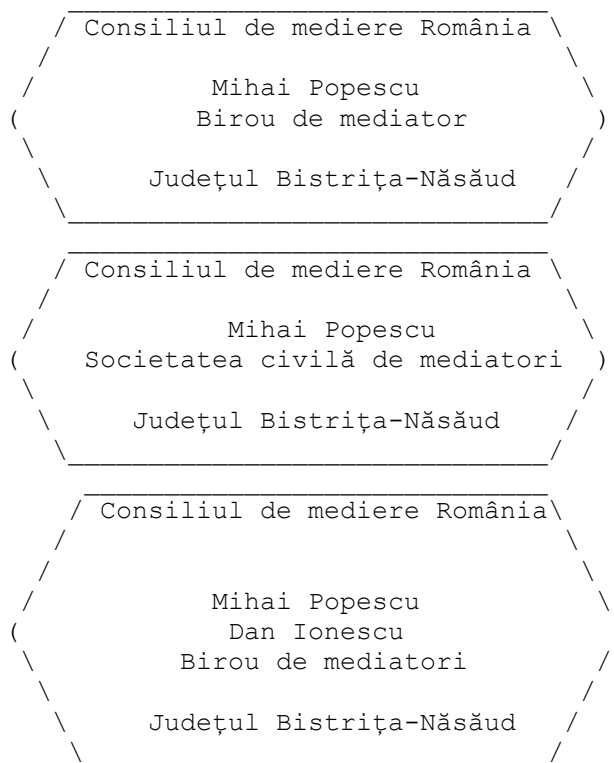 Consiliul de mediere România
Mihai Popescu
Birou de mediator
Județul Bistrița-Năsăud
Consiliul de mediere România
Mihai Popescu
Societatea civilă de mediatori
Județul Bistrița-Năsăud
Consiliul de mediere România
Mihai Popescu
Dan Ionescu
Birou de mediatori
Județul Bistrița-Năsăud